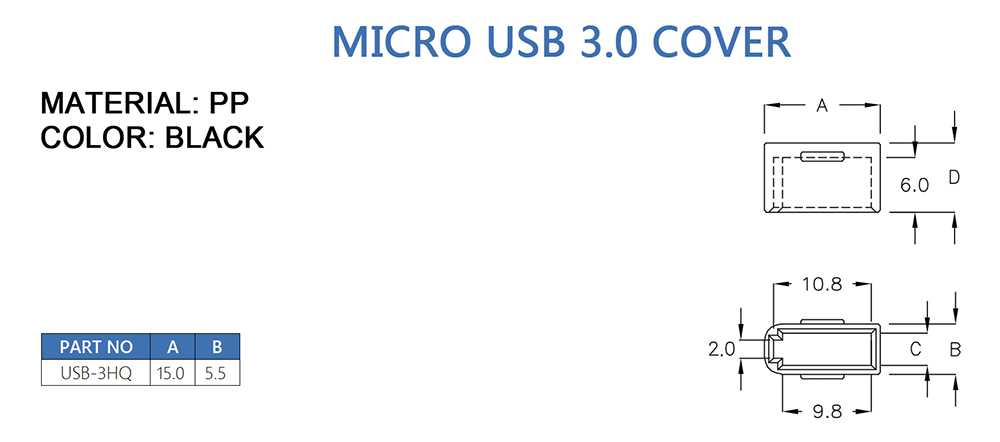 MICRO USB 3.0 COVER
MATERIAL: PP
COLOR: BLACK
A
6.0
D
10.8
2.0
C
B
9.8
PART NO A B
USB-3HQ 15.0 5.5